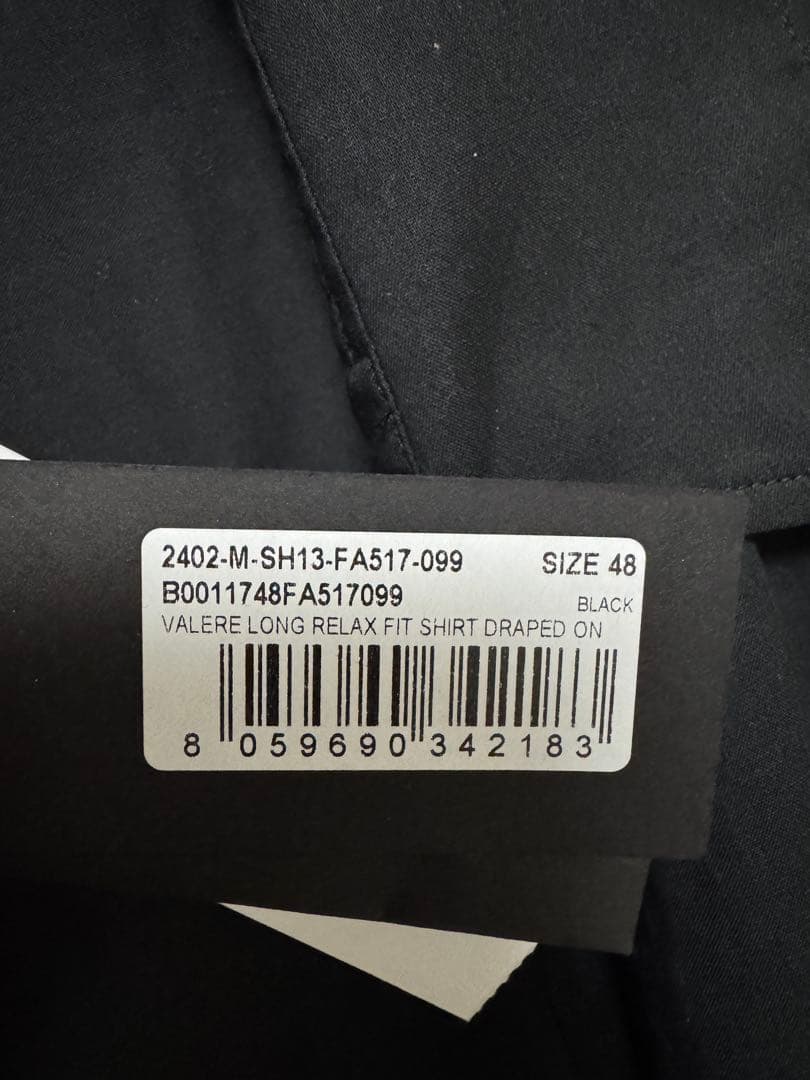 2402-M-SH13-FA517-099 SIZE 48
B0011748FA517099 BLACK
VALERE LONG RELAX FIT SHIRT DRAPED ON
8 059690 342183